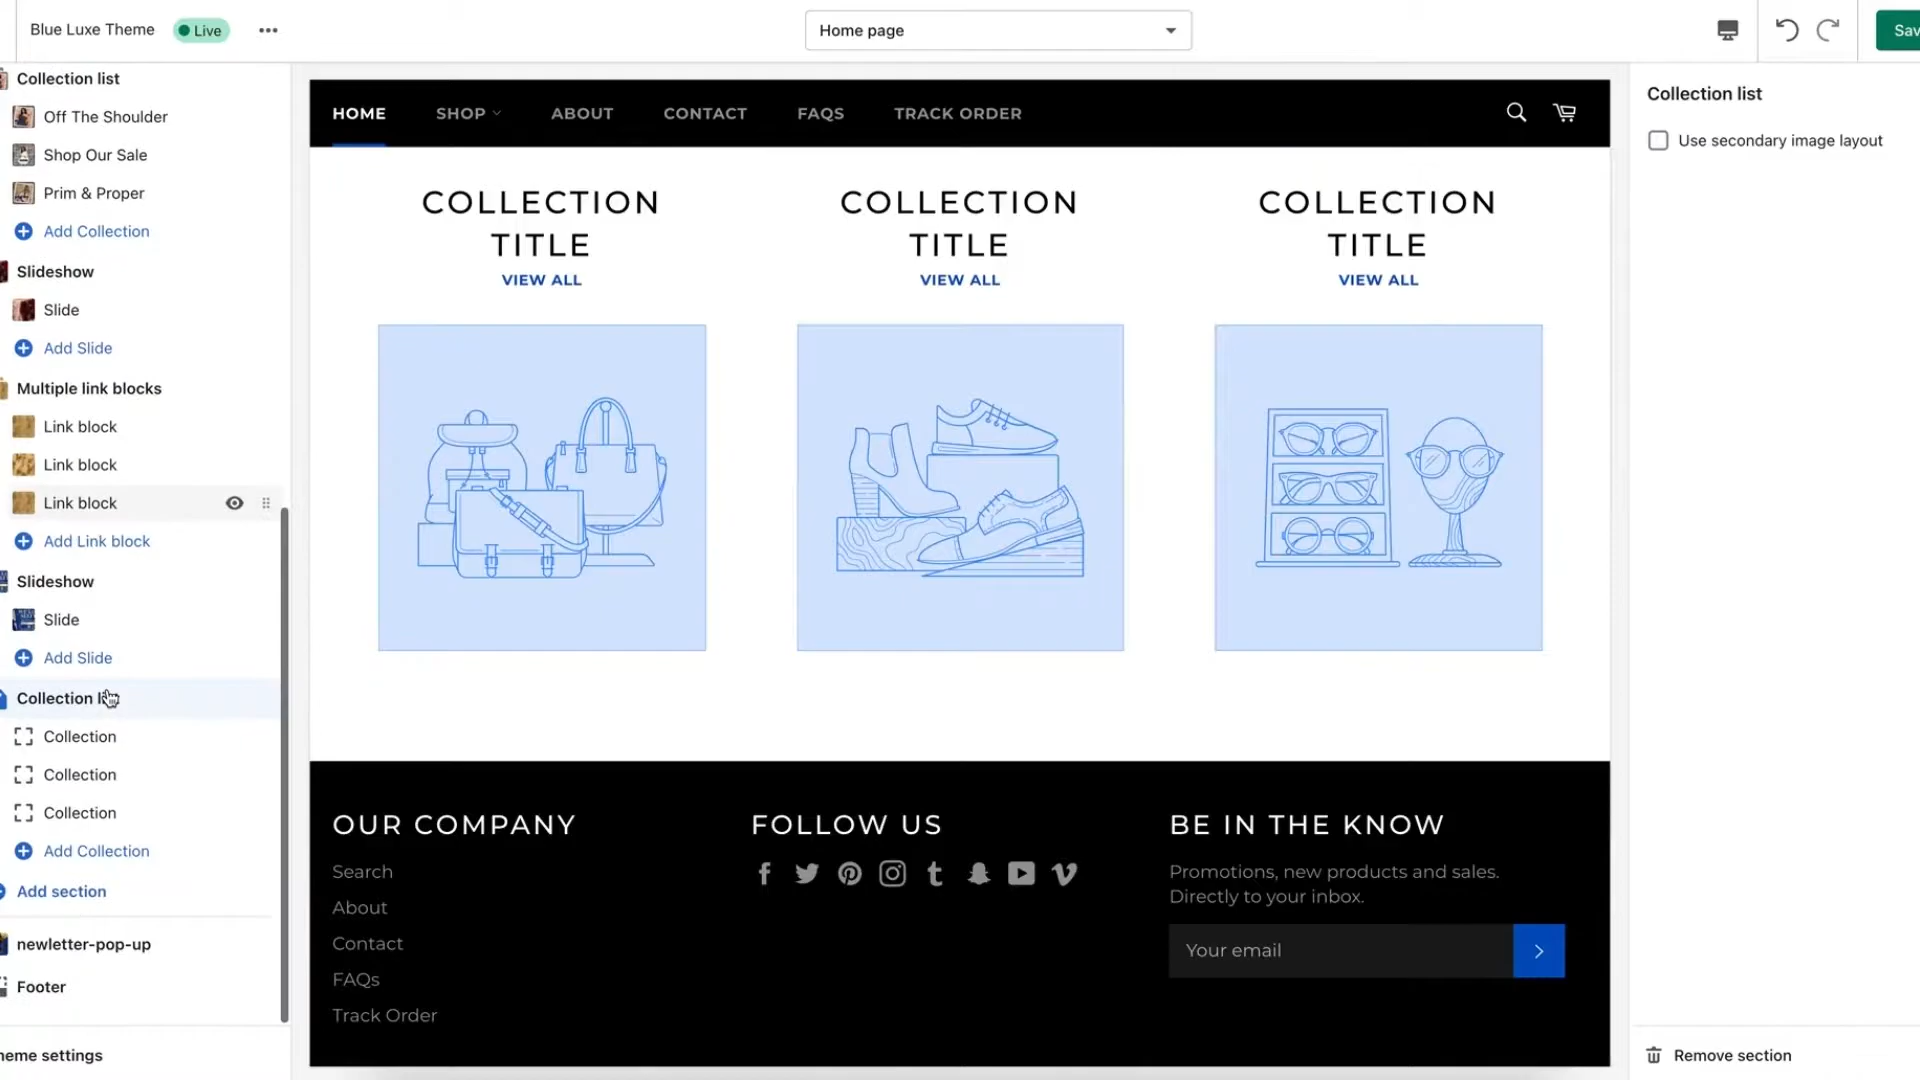 Blue Luxe Theme
Live
Home page
Sav
Collection list
Off The Shoulder
Shop Our Sale
Prim & Proper
Add Collection
Slideshow
Slide
Add Slide
Multiple link blocks
Link block
Link block
Link block
Add Link block
Slideshow
Slide
Add Slide
Collection
Collection
Collection
Collection
Add Collection
Add section
newletter-pop-up
Footer
heme settings
HOME
SHOP
ABOUT
CONTACT
FAQS
TRACK ORDER
COLLECTION
TITLE
VIEW ALL
COLLECTION
TITLE
VIEW ALL
COLLECTION
TITLE
VIEW ALL
OUR COMPANY
Search
About
Contact
FAQs
Track Order
FOLLOW US
BE IN THE KNOW
Promotions, new products and sales.
Directly to your inbox.
Your email
Collection list
Use secondary image layout
Remove section